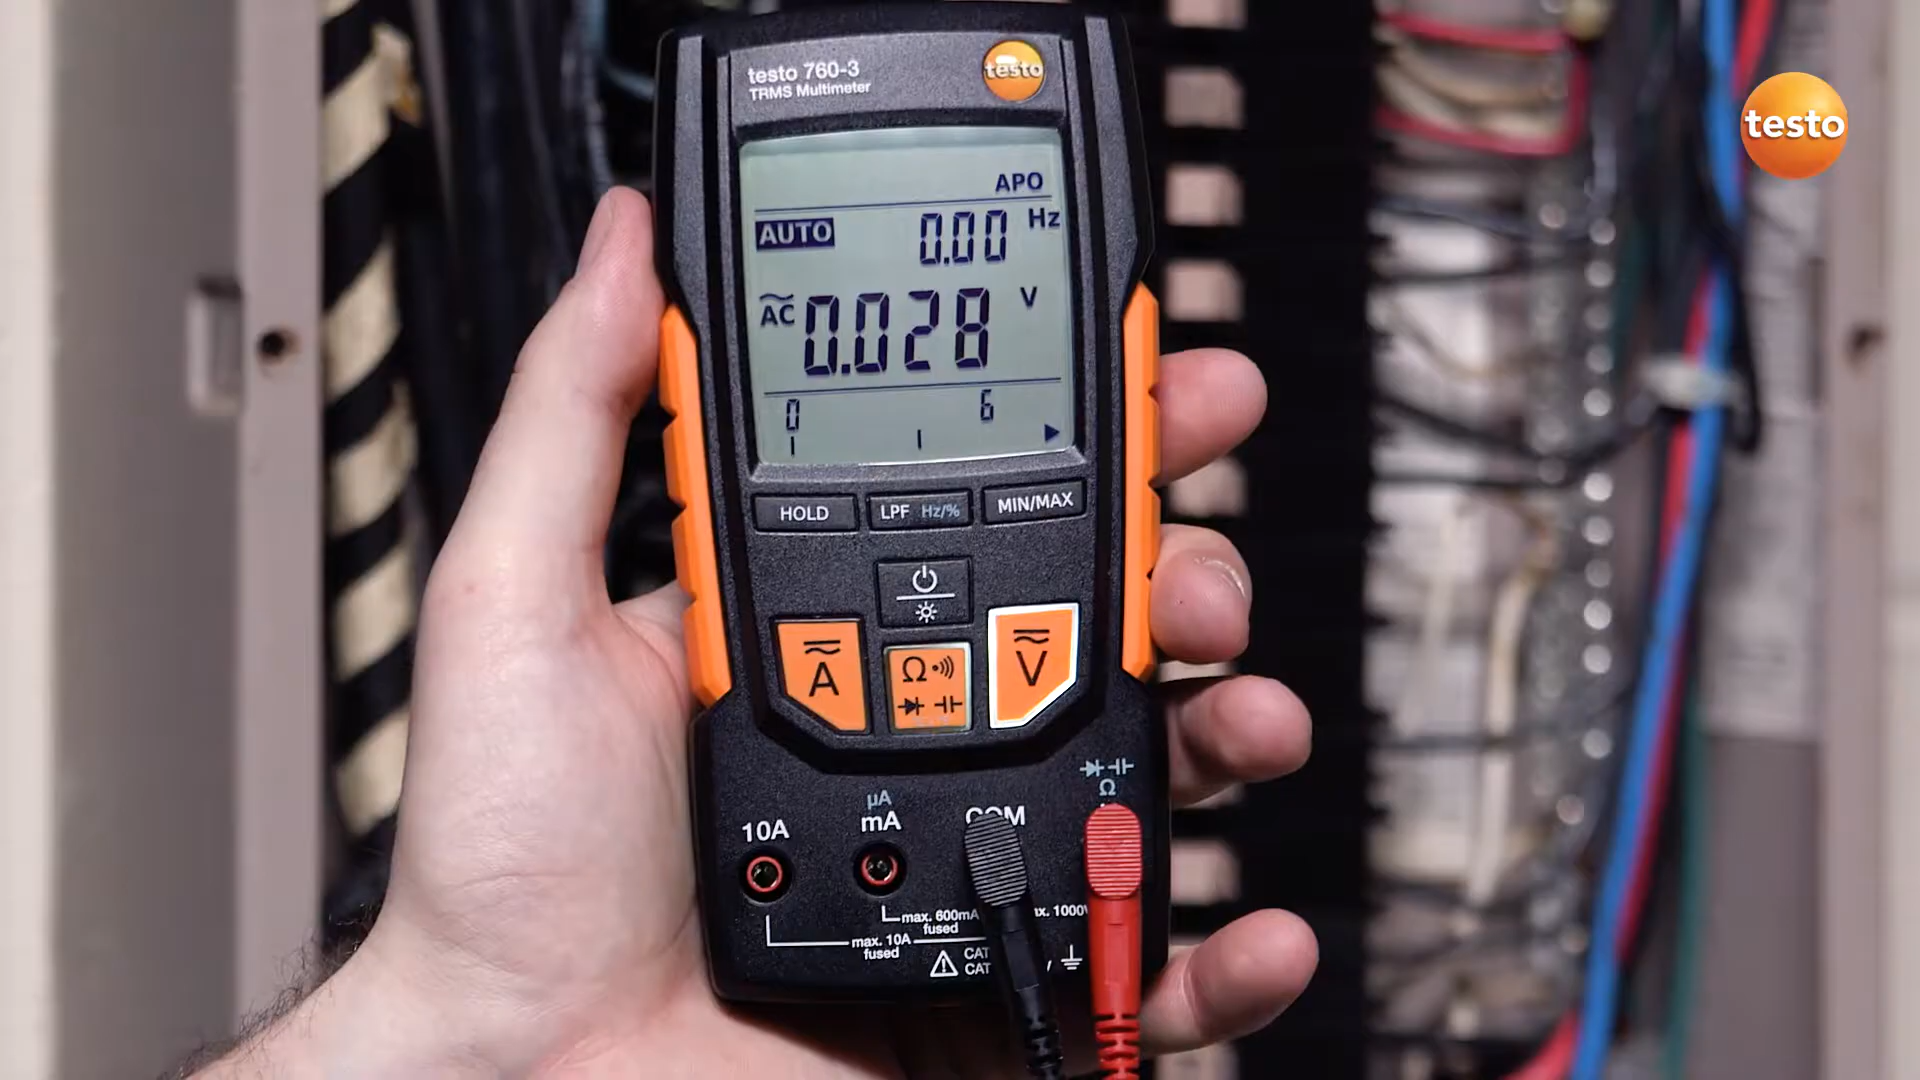 testo 760-3
TRMS Multimeter
testo
testo
APO
AUTO 0.00 Hz
AC 0.028 V
0 6
HOLD LPF Hz/% MIN/MAX
A Ω V
Ω
µA
10A mA COM
max. 600mA
fused
max. 10A
fused
1000V
CAT
CAT